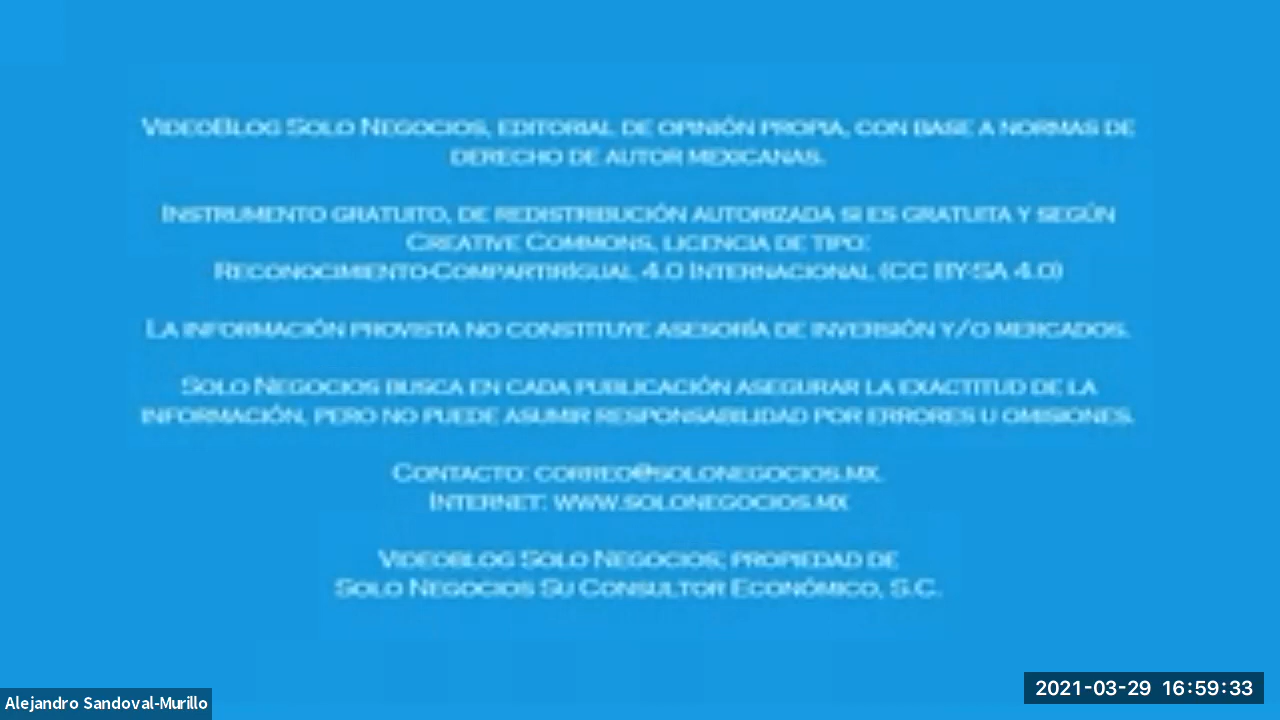 VideoBlog Solo Negocios, editorial de opinión propia, con base a normas de
derecho de autor mexicanas.
Instrumento gratuito, de redistribución autorizada si es gratuita y según
Creative Commons, licencia de tipo:
Reconocimiento-CompartirIgual 4.0 Internacional (CC BY-SA 4.0)
La información provista no constituye asesoría de inversión y/o mercados.
Solo Negocios busca en cada publicación asegurar la exactitud de la
información, pero no puede asumir responsabilidad por errores u omisiones.
Contacto: correo@solonegocios.mx.
Internet: www.solonegocios.mx
Videoblog Solo Negocios; propiedad de
Solo Negocios Su Consultor Económico, S.C.
Alejandro Sandoval-Murillo
2021-03-29 16:59:33